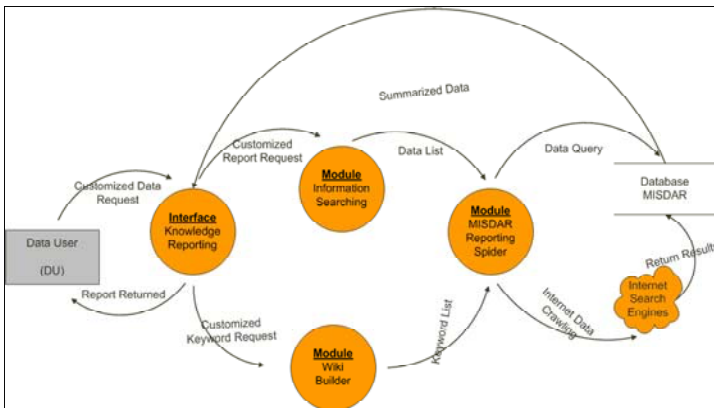 Summarized Data
Customized
Report Request
Data List
Data Query
Module
Information
Searching
Customized Data
Request
Interface
Knowledge
Reporting
Module
MISDAR
Reporting
Spider
Database
MISDAR
Data User
(DU)
Report Returned
Return Results
Internet
Search
Engines
Internet Data
Crawling
Customized
Keyword Request
Keyword List
Module
Wiki
Builder